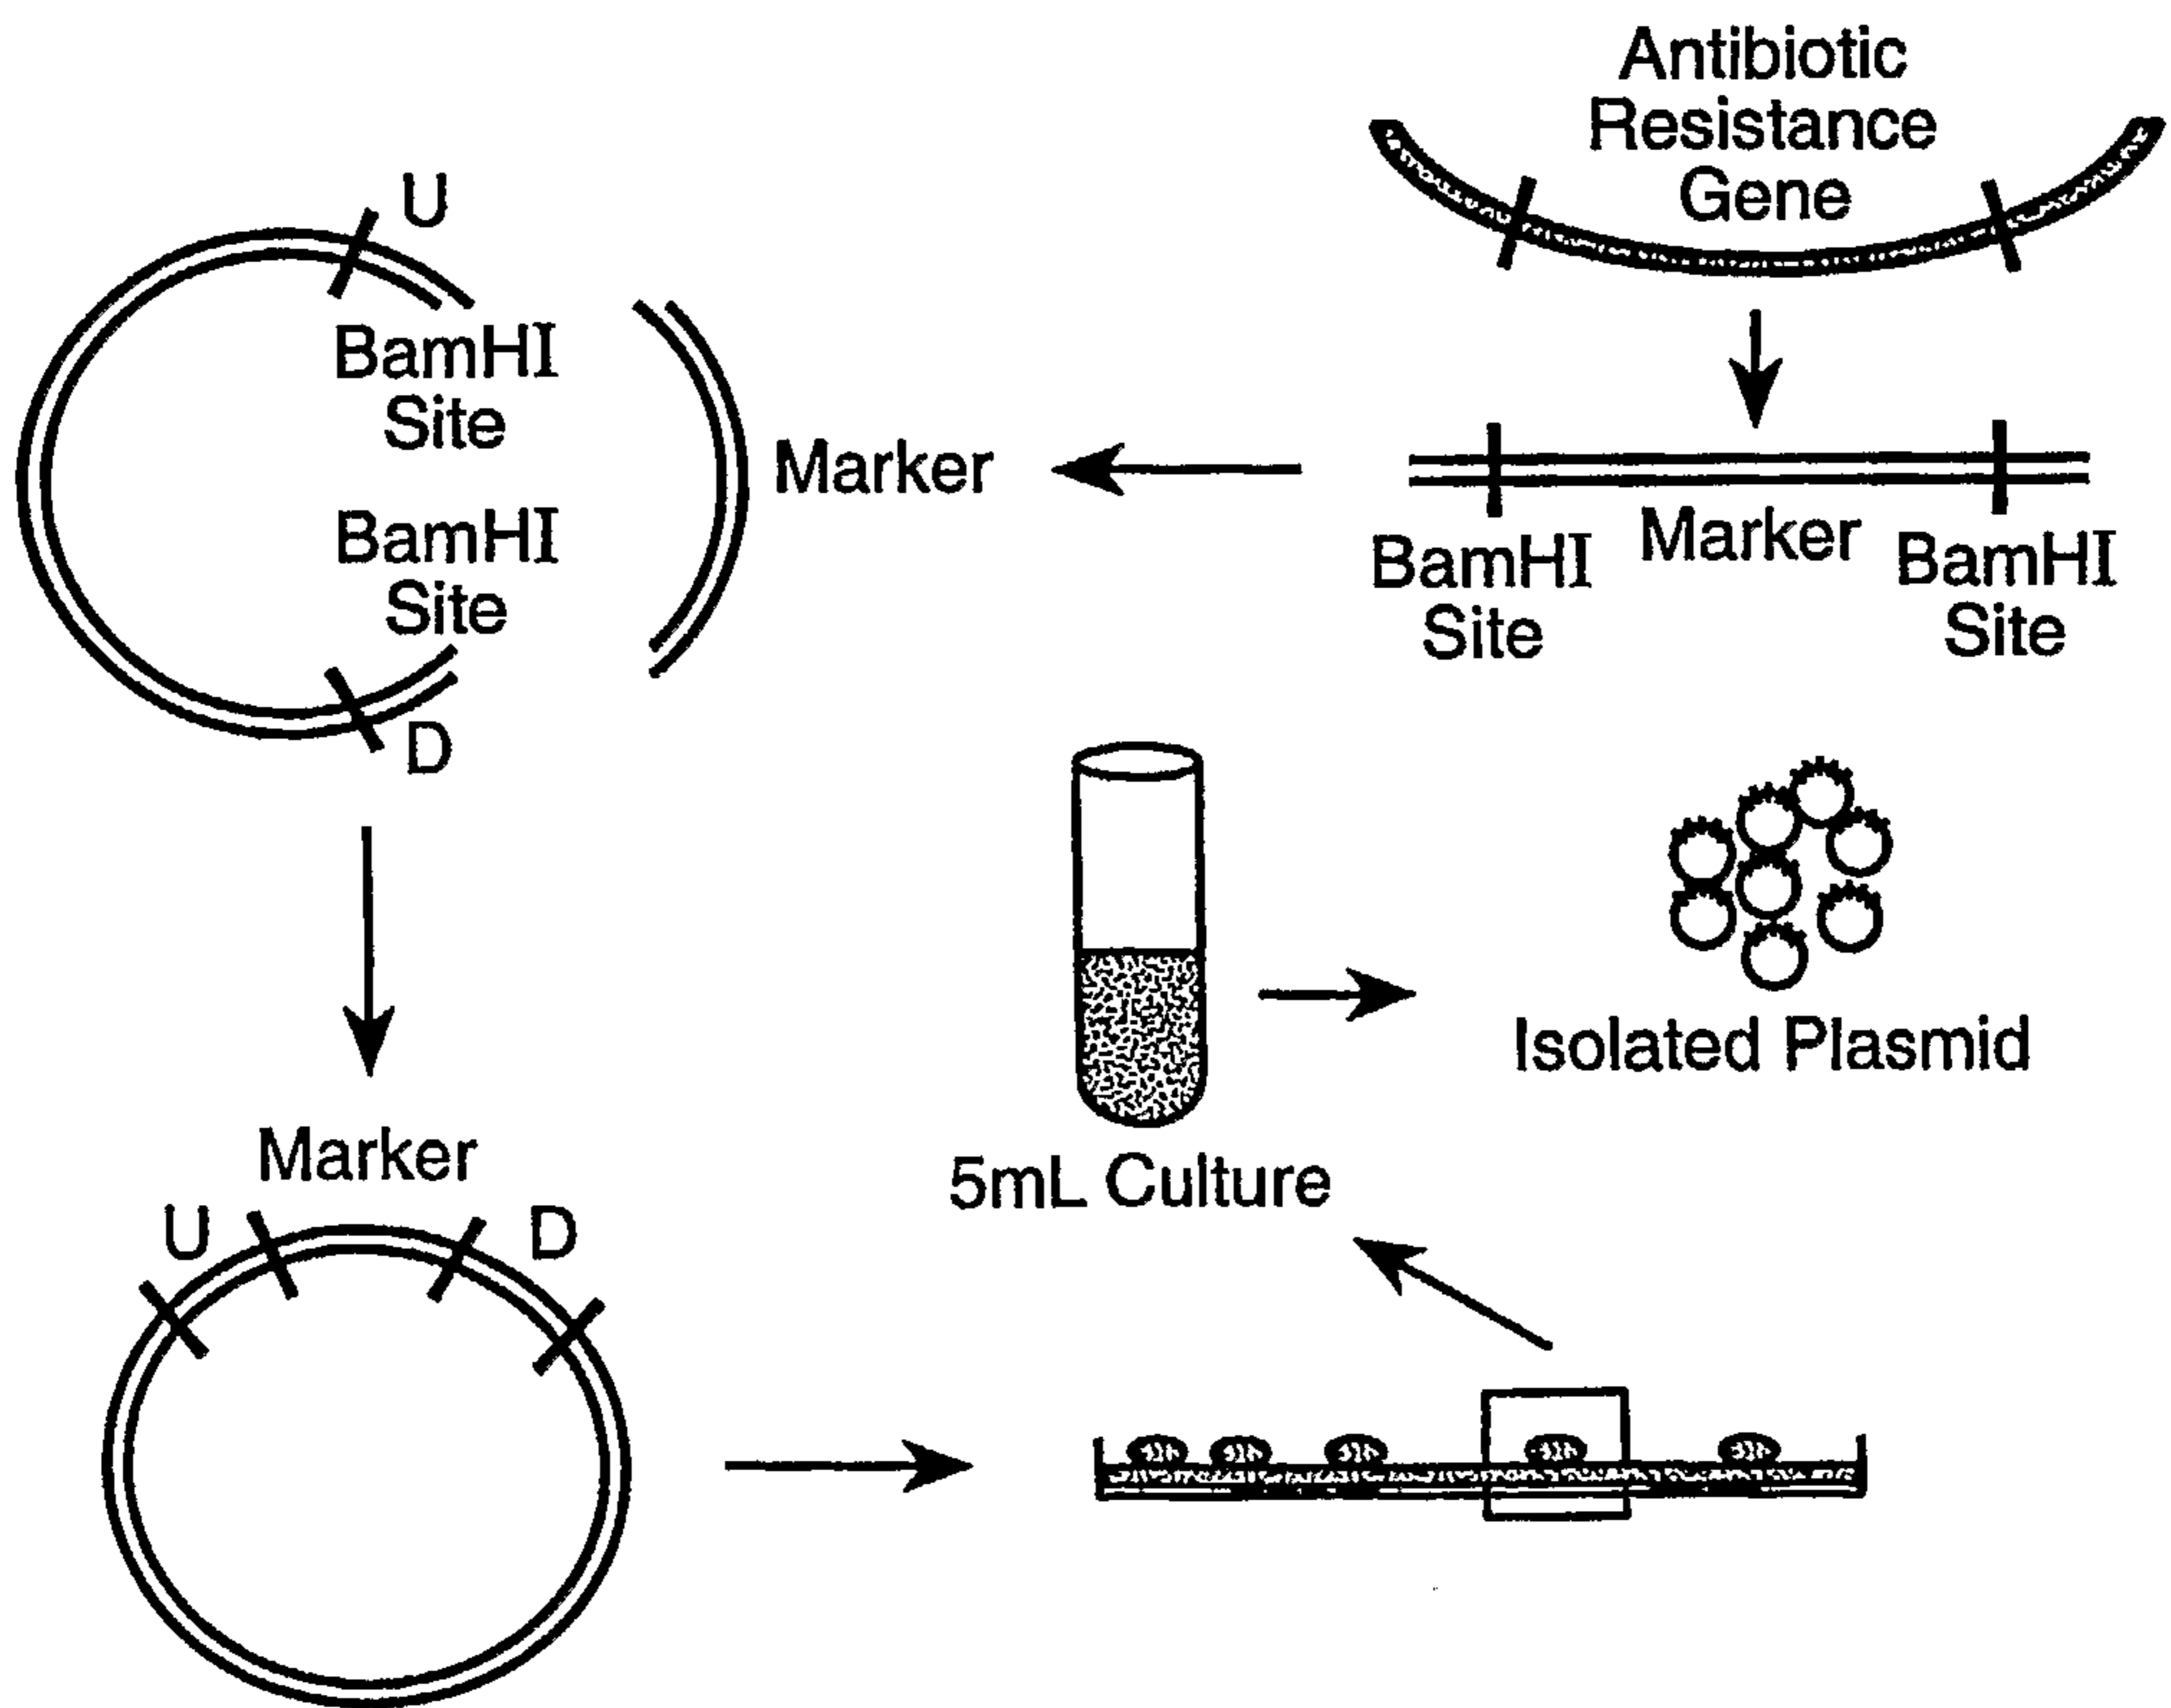 Antibiotic
Resistance
Gene
U
BamHI
Site
BamHI
Site
D
Marker
Marker
BamHI
Site
BamHI
Site
5mL Culture
Isolated Plasmid
Marker
U
D